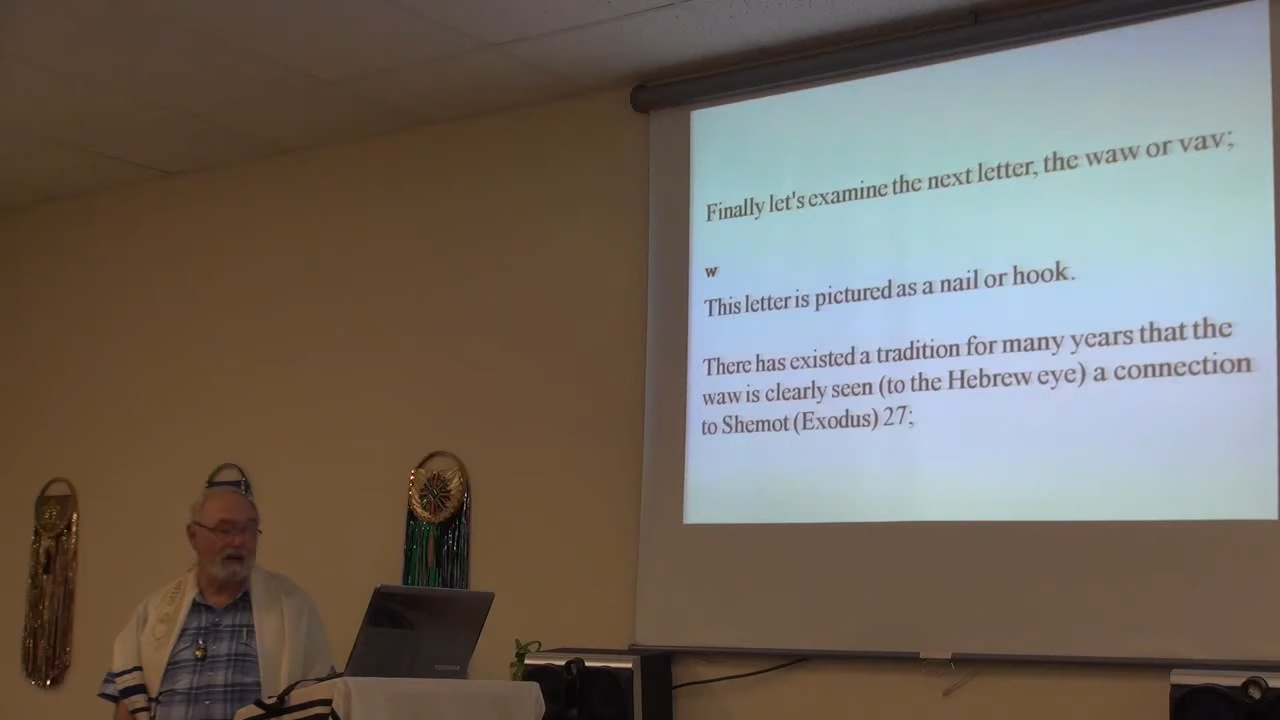 Finally let's examine the next letter, the waw or vav;
w
This letter is pictured as a nail or hook.
There has existed a tradition for many years that the
waw is clearly seen (to the Hebrew eye) a connection
to Shemot (Exodus) 27;
TOSHIBA